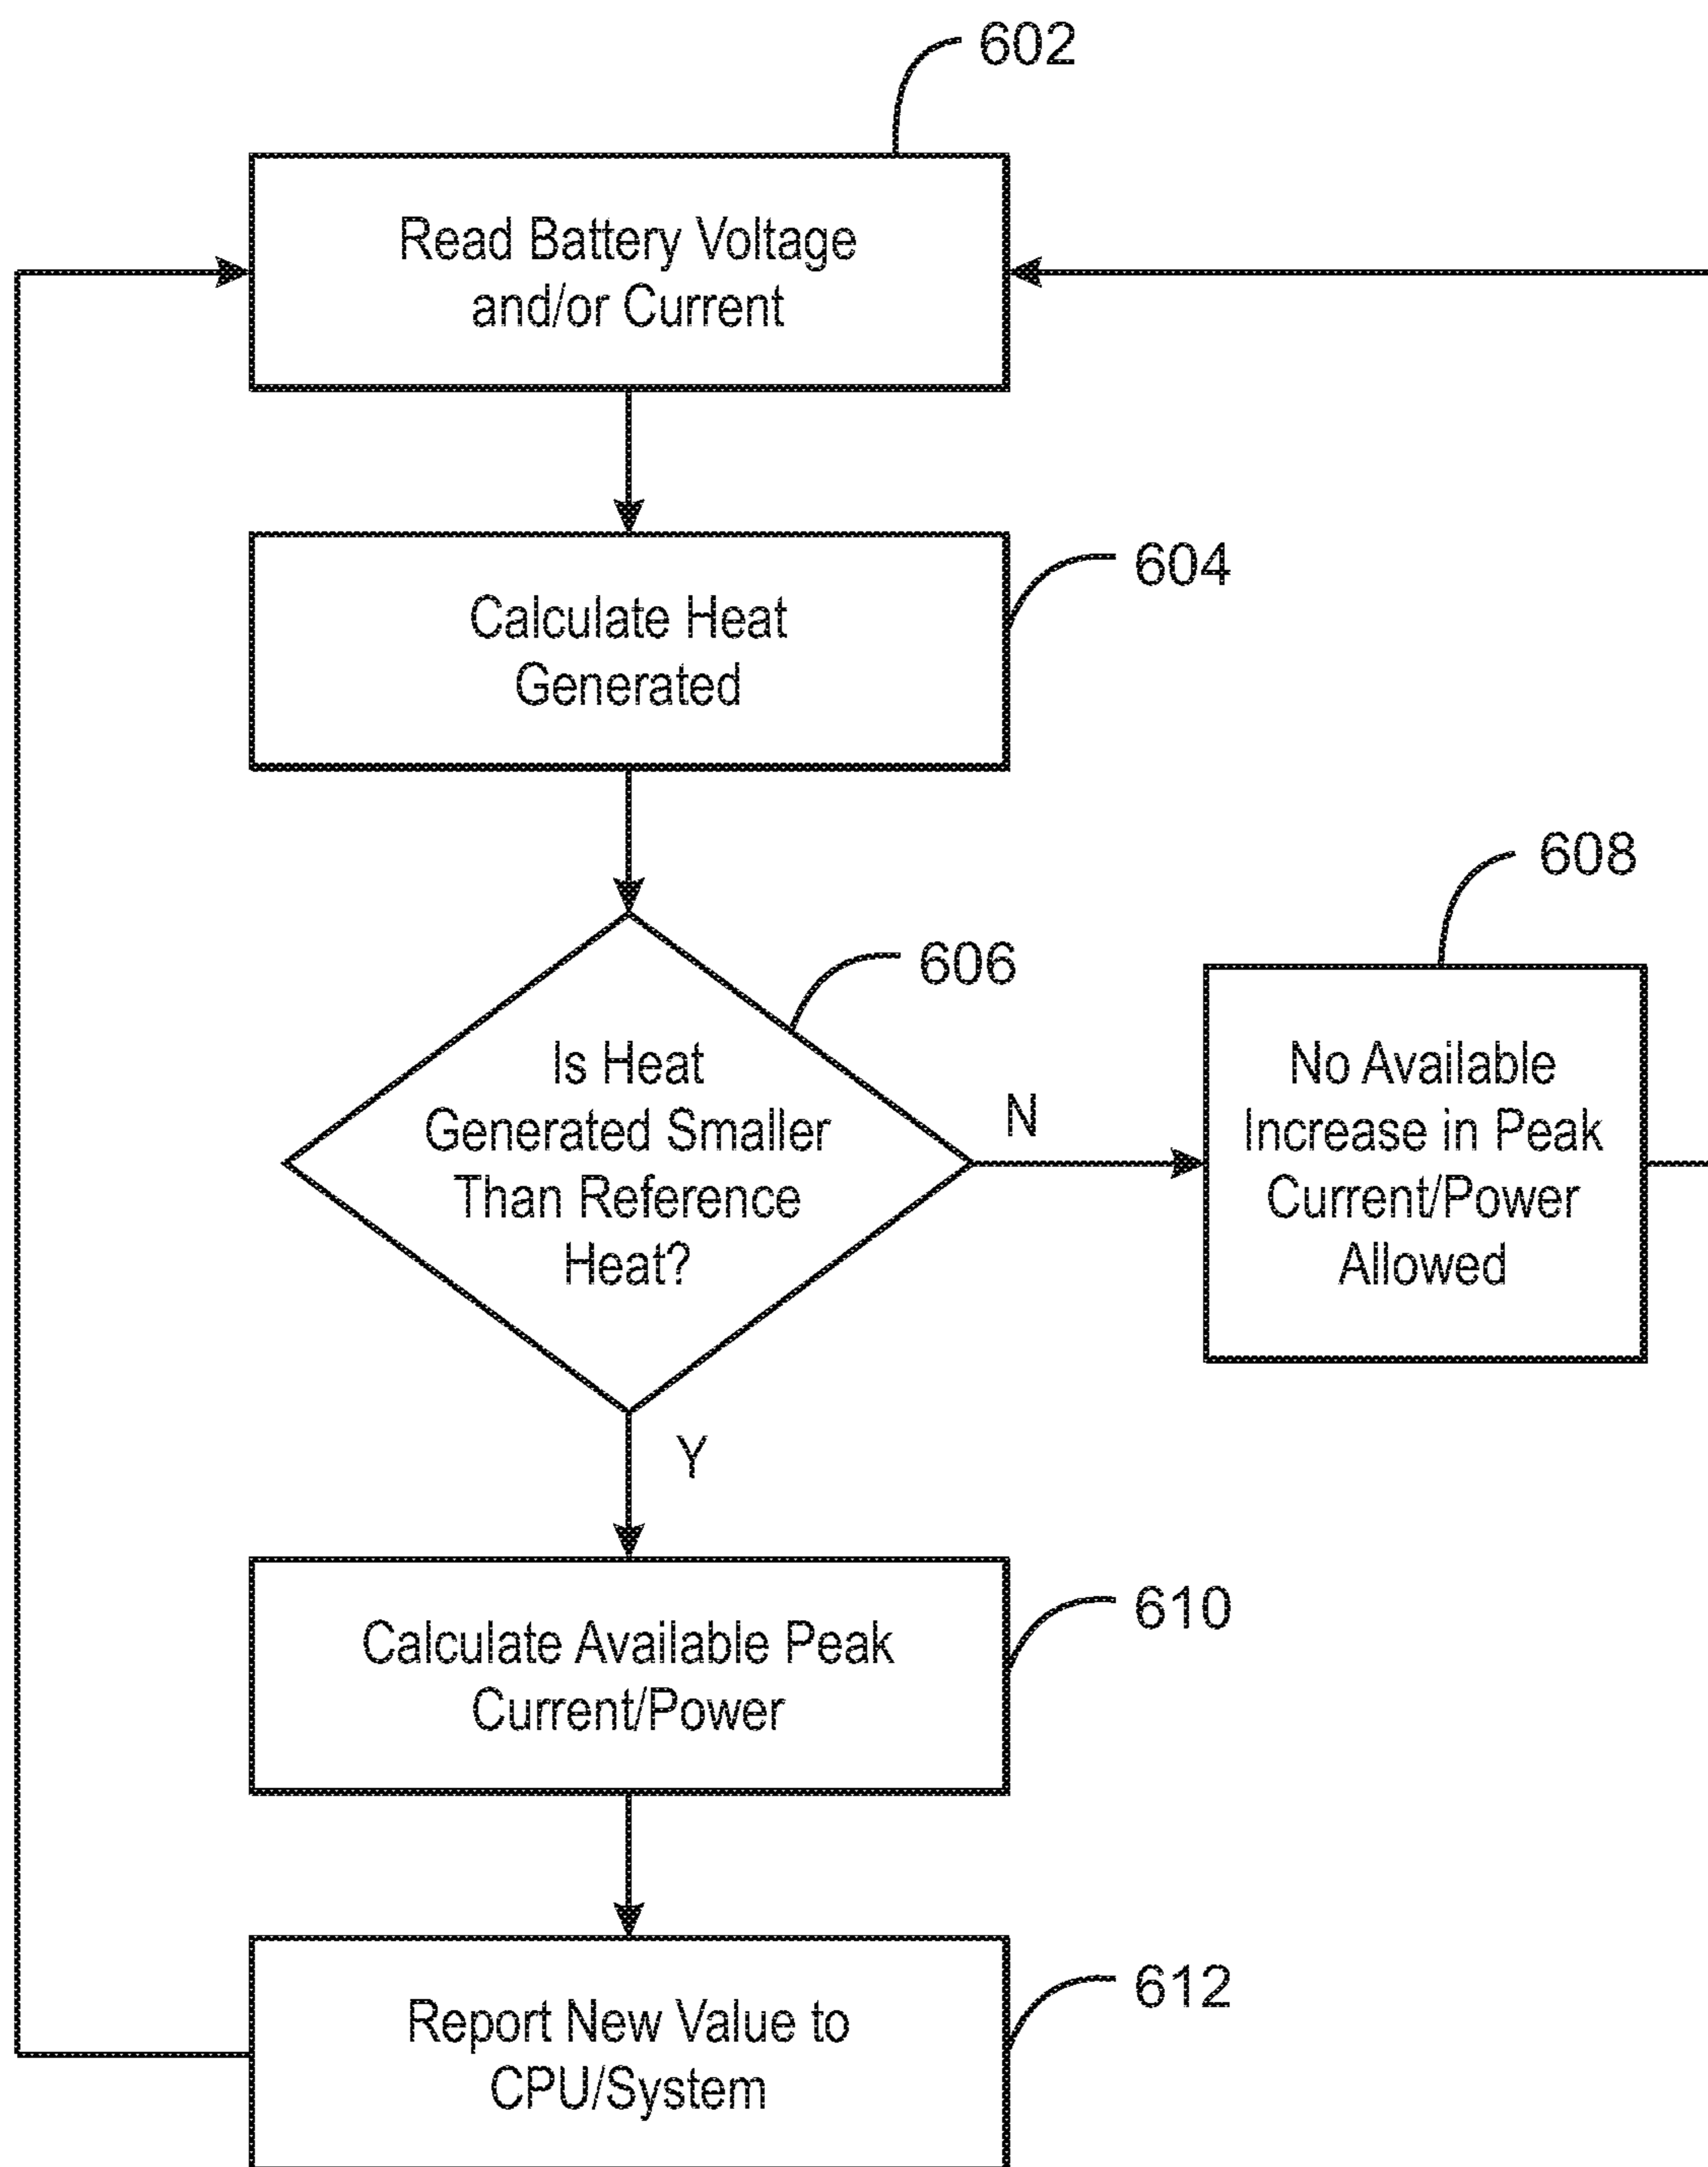 602
Read Battery Voltage
and/or Current
604
Calculate Heat
Generated
606
Is Heat
Generated Smaller
Than Reference
Heat?
N
608
No Available
Increase in Peak
Current/Power
Allowed
Y
610
Calculate Available Peak
Current/Power
612
Report New Value to
CPU/System